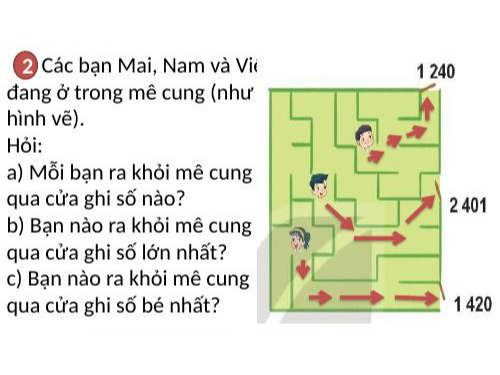 2 Các bạn Mai, Nam và Việ
đang ở trong mê cung (như
hình vẽ).
Hỏi:
a) Mỗi bạn ra khỏi mê cung
qua cửa ghi số nào?
b) Bạn nào ra khỏi mê cung
qua cửa ghi số lớn nhất?
c) Bạn nào ra khỏi mê cung
qua cửa ghi số bé nhất?
1 240
2 401
1 420